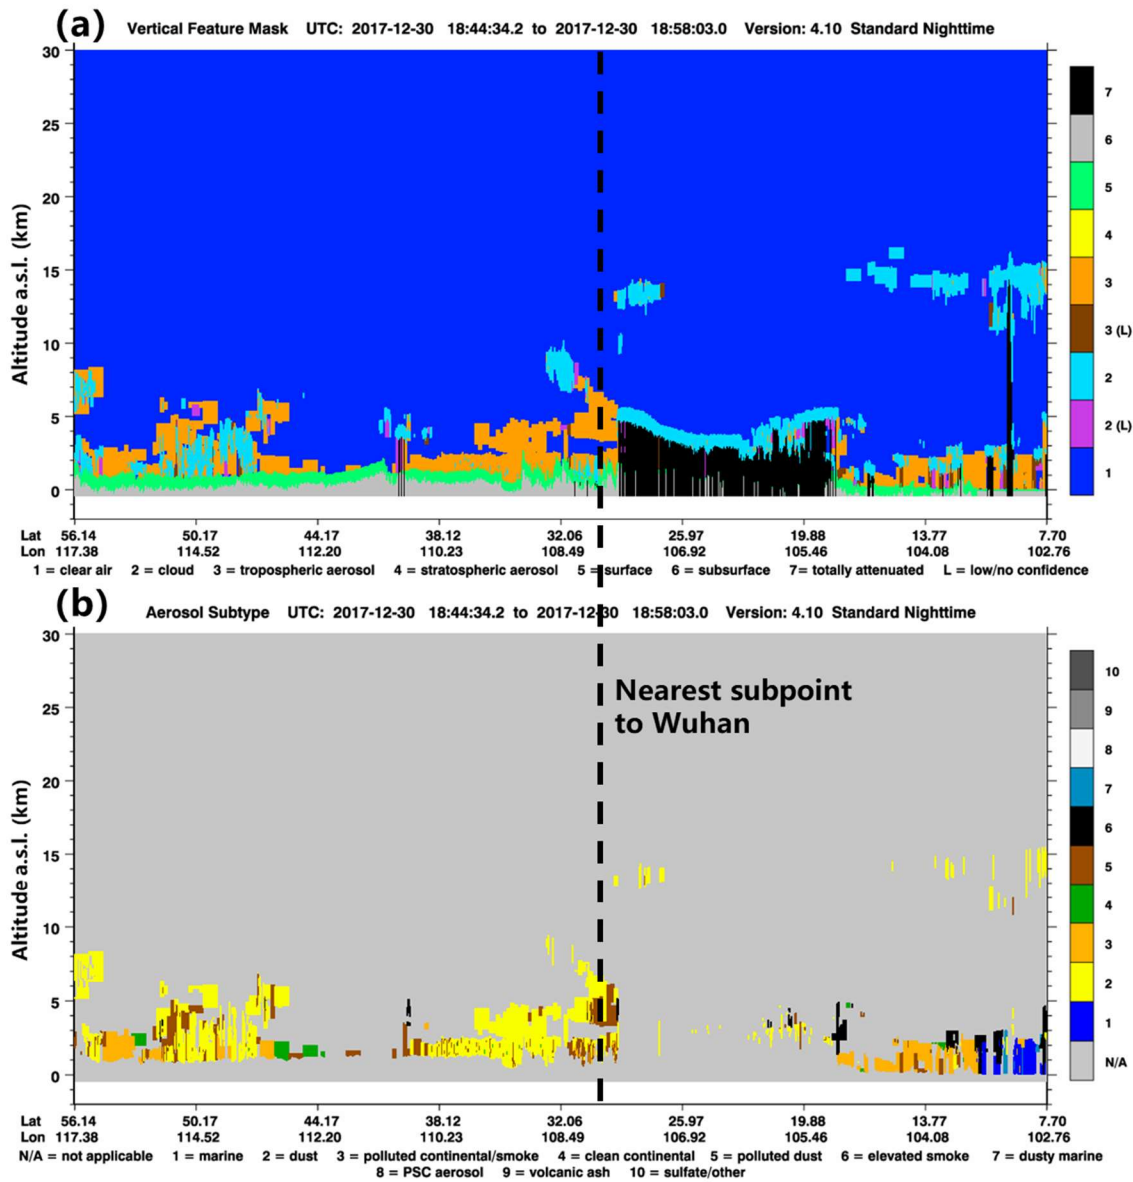 (a) Vertical Feature Mask UTC: 2017-12-30 18:44:34.2 to 2017-12-30 18:58:03.0 Version: 4.10 Standard Nighttime
30
25
20
15
10
5
0
Altitude a.s.l. (km)
7
6
5
4
3
3 (L)
2
2 (L)
1
Lat 56.14 50.17 44.17 38.12 32.06 25.97 19.88 13.77 7.70
Lon 117.38 114.52 112.20 110.23 108.49 106.92 105.46 104.08 102.76
1 = clear air 2 = cloud 3 = tropospheric aerosol 4 = stratospheric aerosol 5 = surface 6 = subsurface 7= totally attenuated L = low/no confidence
(b) Aerosol Subtype UTC: 2017-12-30 18:44:34.2 to 2017-12-30 18:58:03.0 Version: 4.10 Standard Nighttime
30
25
20
15
10
5
0
Altitude a.s.l. (km)
Nearest subpoint
to Wuhan
10
9
8
7
6
5
4
3
2
1
N/A
Lat 56.14 50.17 44.17 38.12 32.06 25.97 19.88 13.77 7.70
Lon 117.38 114.52 112.20 110.23 108.49 106.92 105.46 104.08 102.76
N/A = not applicable 1 = marine 2 = dust 3 = polluted continental/smoke 4 = clean continental 5 = polluted dust 6 = elevated smoke 7 = dusty marine
8 = PSC aerosol 9 = volcanic ash 10 = sulfate/other